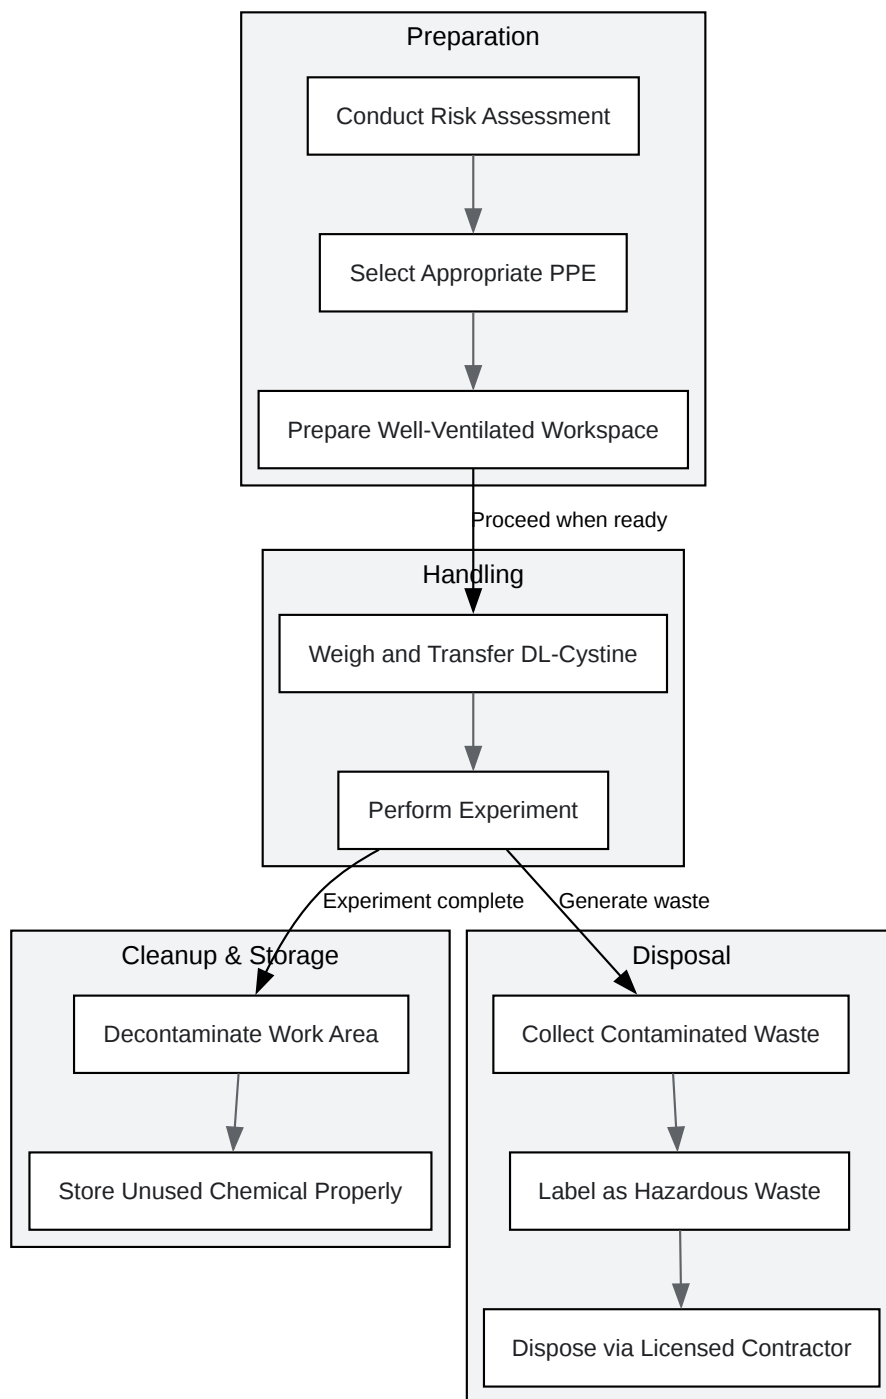 Preparation
Conduct Risk Assessment
Select Appropriate PPE
Prepare Well-Ventilated Workspace
Proceed when ready
Handling
Weigh and Transfer DL-Cystine
Perform Experiment
Experiment complete
Generate waste
Cleanup & Storage
Decontaminate Work Area
Store Unused Chemical Properly
Disposal
Collect Contaminated Waste
Label as Hazardous Waste
Dispose via Licensed Contractor